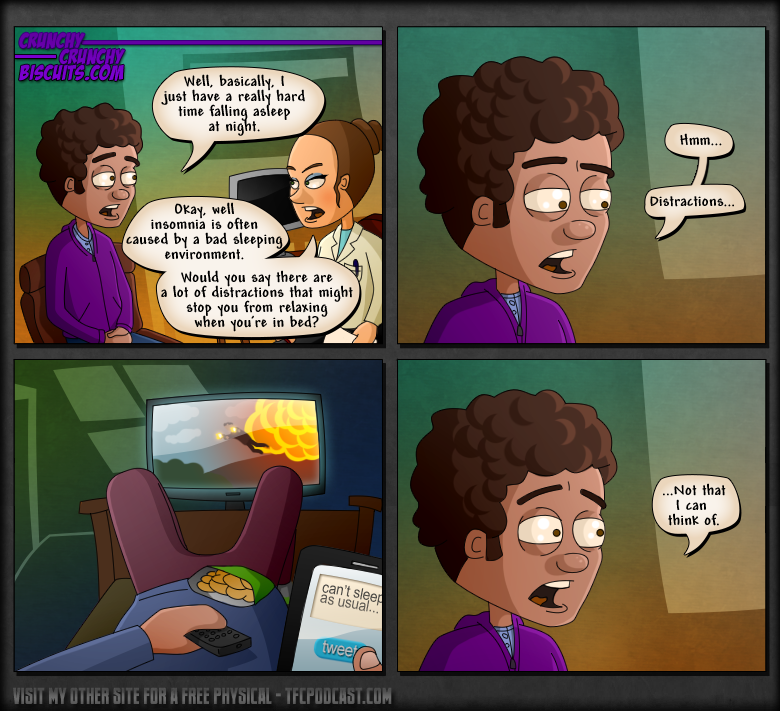 CRUNCHY
CRUNCHY
BISCUITS.COM
Well, basically, I
just have a really hard
time falling asleep
at night.
Okay, well
insomnia is often
caused by a bad sleeping
environment.
Would you say there are
a lot of distractions that might
stop you from relaxing
when you're in bed?
Hmm...
Distractions...
can't sleep
as usual...
tweet
...Not that
I can
think of.
VISIT MY OTHER SITE FOR A FREE PHYSICAL - TFCPODCAST.COM